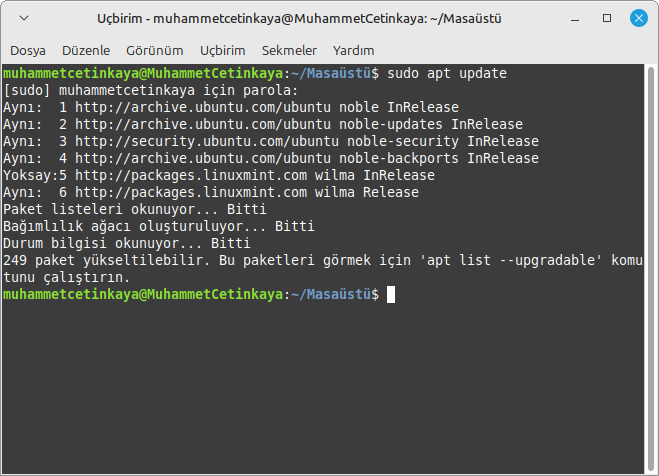 Uçbirim - muhammetcetinkaya@MuhammetCetinkaya: ~/Masaüstü
Dosya Düzenle Görünüm Uçbirim Sekmeler Yardım
muhammetcetinkaya@MuhammetCetinkaya:~/Masaüstü$ sudo apt update
[sudo] muhammetcetinkaya için parola:
Aynı:  1 http://archive.ubuntu.com/ubuntu noble InRelease
Aynı:  2 http://archive.ubuntu.com/ubuntu noble-updates InRelease
Aynı:  3 http://security.ubuntu.com/ubuntu noble-security InRelease
Aynı:  4 http://archive.ubuntu.com/ubuntu noble-backports InRelease
Yoksay:5 http://packages.linuxmint.com wilma InRelease
Aynı:  6 http://packages.linuxmint.com wilma Release
Paket listeleri okunuyor... Bitti
Bağımlılık ağacı oluşturuluyor... Bitti
Durum bilgisi okunuyor... Bitti
249 paket yükseltilebilir. Bu paketleri görmek için 'apt list --upgradable' komu
tunu çalıştırın.
muhammetcetinkaya@MuhammetCetinkaya:~/Masaüstü$